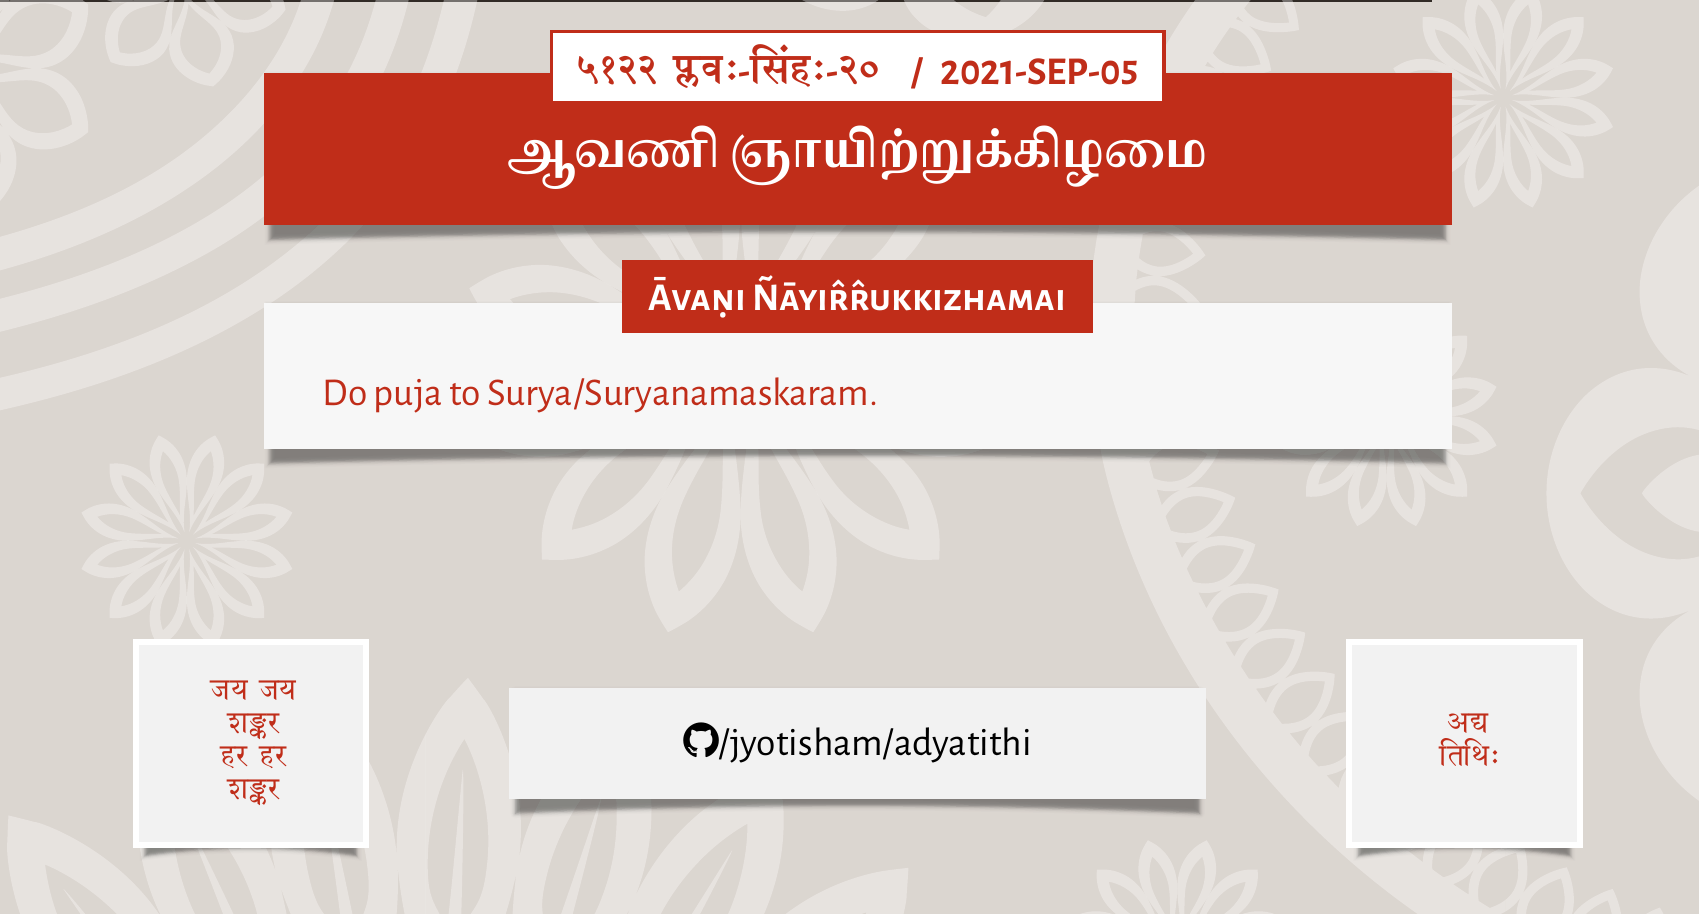 ५१२२ प्लवः-सिंहः-२० / 2021-SEP-05
ஆவணி ஞாயிற்றுக்கிழமை
Āvaṇi Ñāyir̂r̂ukkizhamai
Do puja to Surya/Suryanamaskaram.
जय जय
शङ्कर
हर हर
शङ्कर
/jyotisham/adyatithi
अद्य
तिथिः